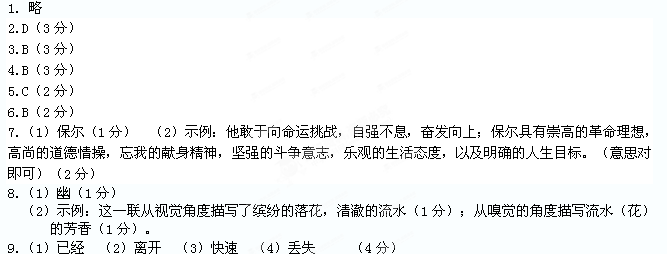 1. 略
2.D（3分）
3.B（3分）
4.B（3分）
5.C（2分）
6.B（2分）
7.（1）保尔（1分） （2）示例：他敢于向命运挑战，自强不息，奋发向上；保尔具有崇高的革命理想，
高尚的道德情操，忘我的献身精神，坚强的斗争意志，乐观的生活态度，以及明确的人生目标。（意思对
即可）（2分）
8.（1）幽（1分）
（2）示例：这一联从视觉角度描写了缤纷的落花，清澈的流水（1分）；从嗅觉的角度描写流水（花）
的芳香（1分）。
9.（1）已经 （2）离开 （3）快速 （4）丢失 （4分）